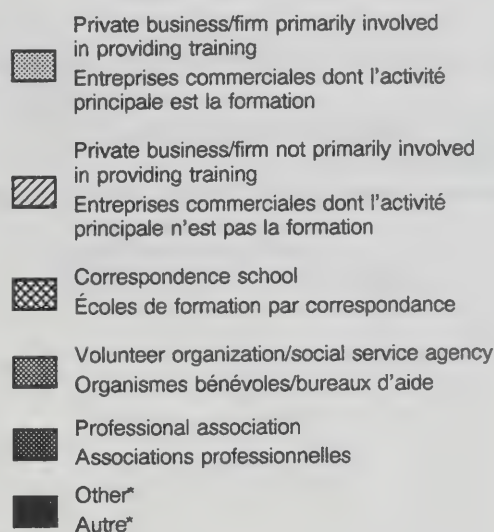 Private business/firm primarily involved
in providing training
Entreprises commerciales dont l'activité
principale est la formation
Private business/firm not primarily involved
in providing training
Entreprises commerciales dont l'activité
principale n'est pas la formation
Correspondence school
Écoles de formation par correspondance
Volunteer organization/social service agency
Organismes bénévoles/bureaux d'aide
Professional association
Associations professionnelles
Other*
Autre*